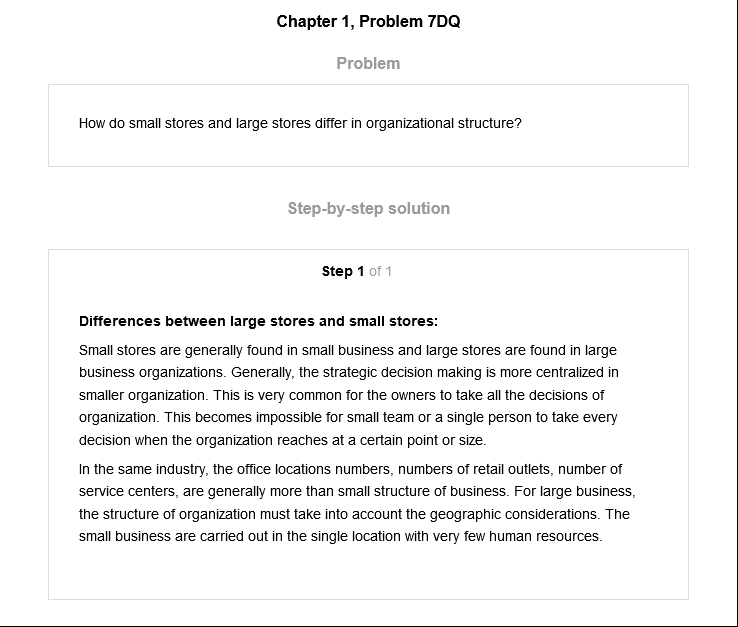 Chapter 1, Problem 7DQ
Problem
How do small stores and large stores differ in organizational structure?
Step-by-step solution
Step 1 of 1
Differences between large stores and small stores:
Small stores are generally found in small business and large stores are found in large
business organizations. Generally, the strategic decision making is more centralized in
smaller organization. This is very common for the owners to take all the decisions of
organization. This becomes impossible for small team or a single person to take every
decision when the organization reaches at a certain point or size.
In the same industry, the office locations numbers, numbers of retail outlets, number of
service centers, are generally more than small structure of business. For large business,
the structure of organization must take into account the geographic considerations. The
small business are carried out in the single location with very few human resources.